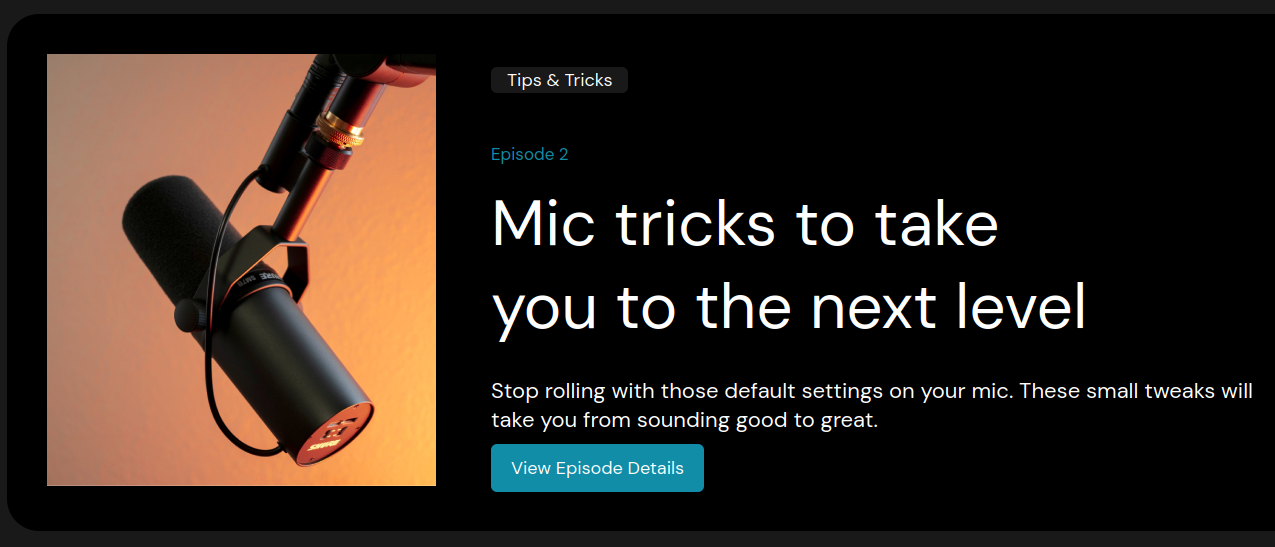 Tips & Tricks
Episode 2
Mic tricks to take
you to the next level
Stop rolling with those default settings on your mic. These small tweaks will
take you from sounding good to great.
View Episode Details